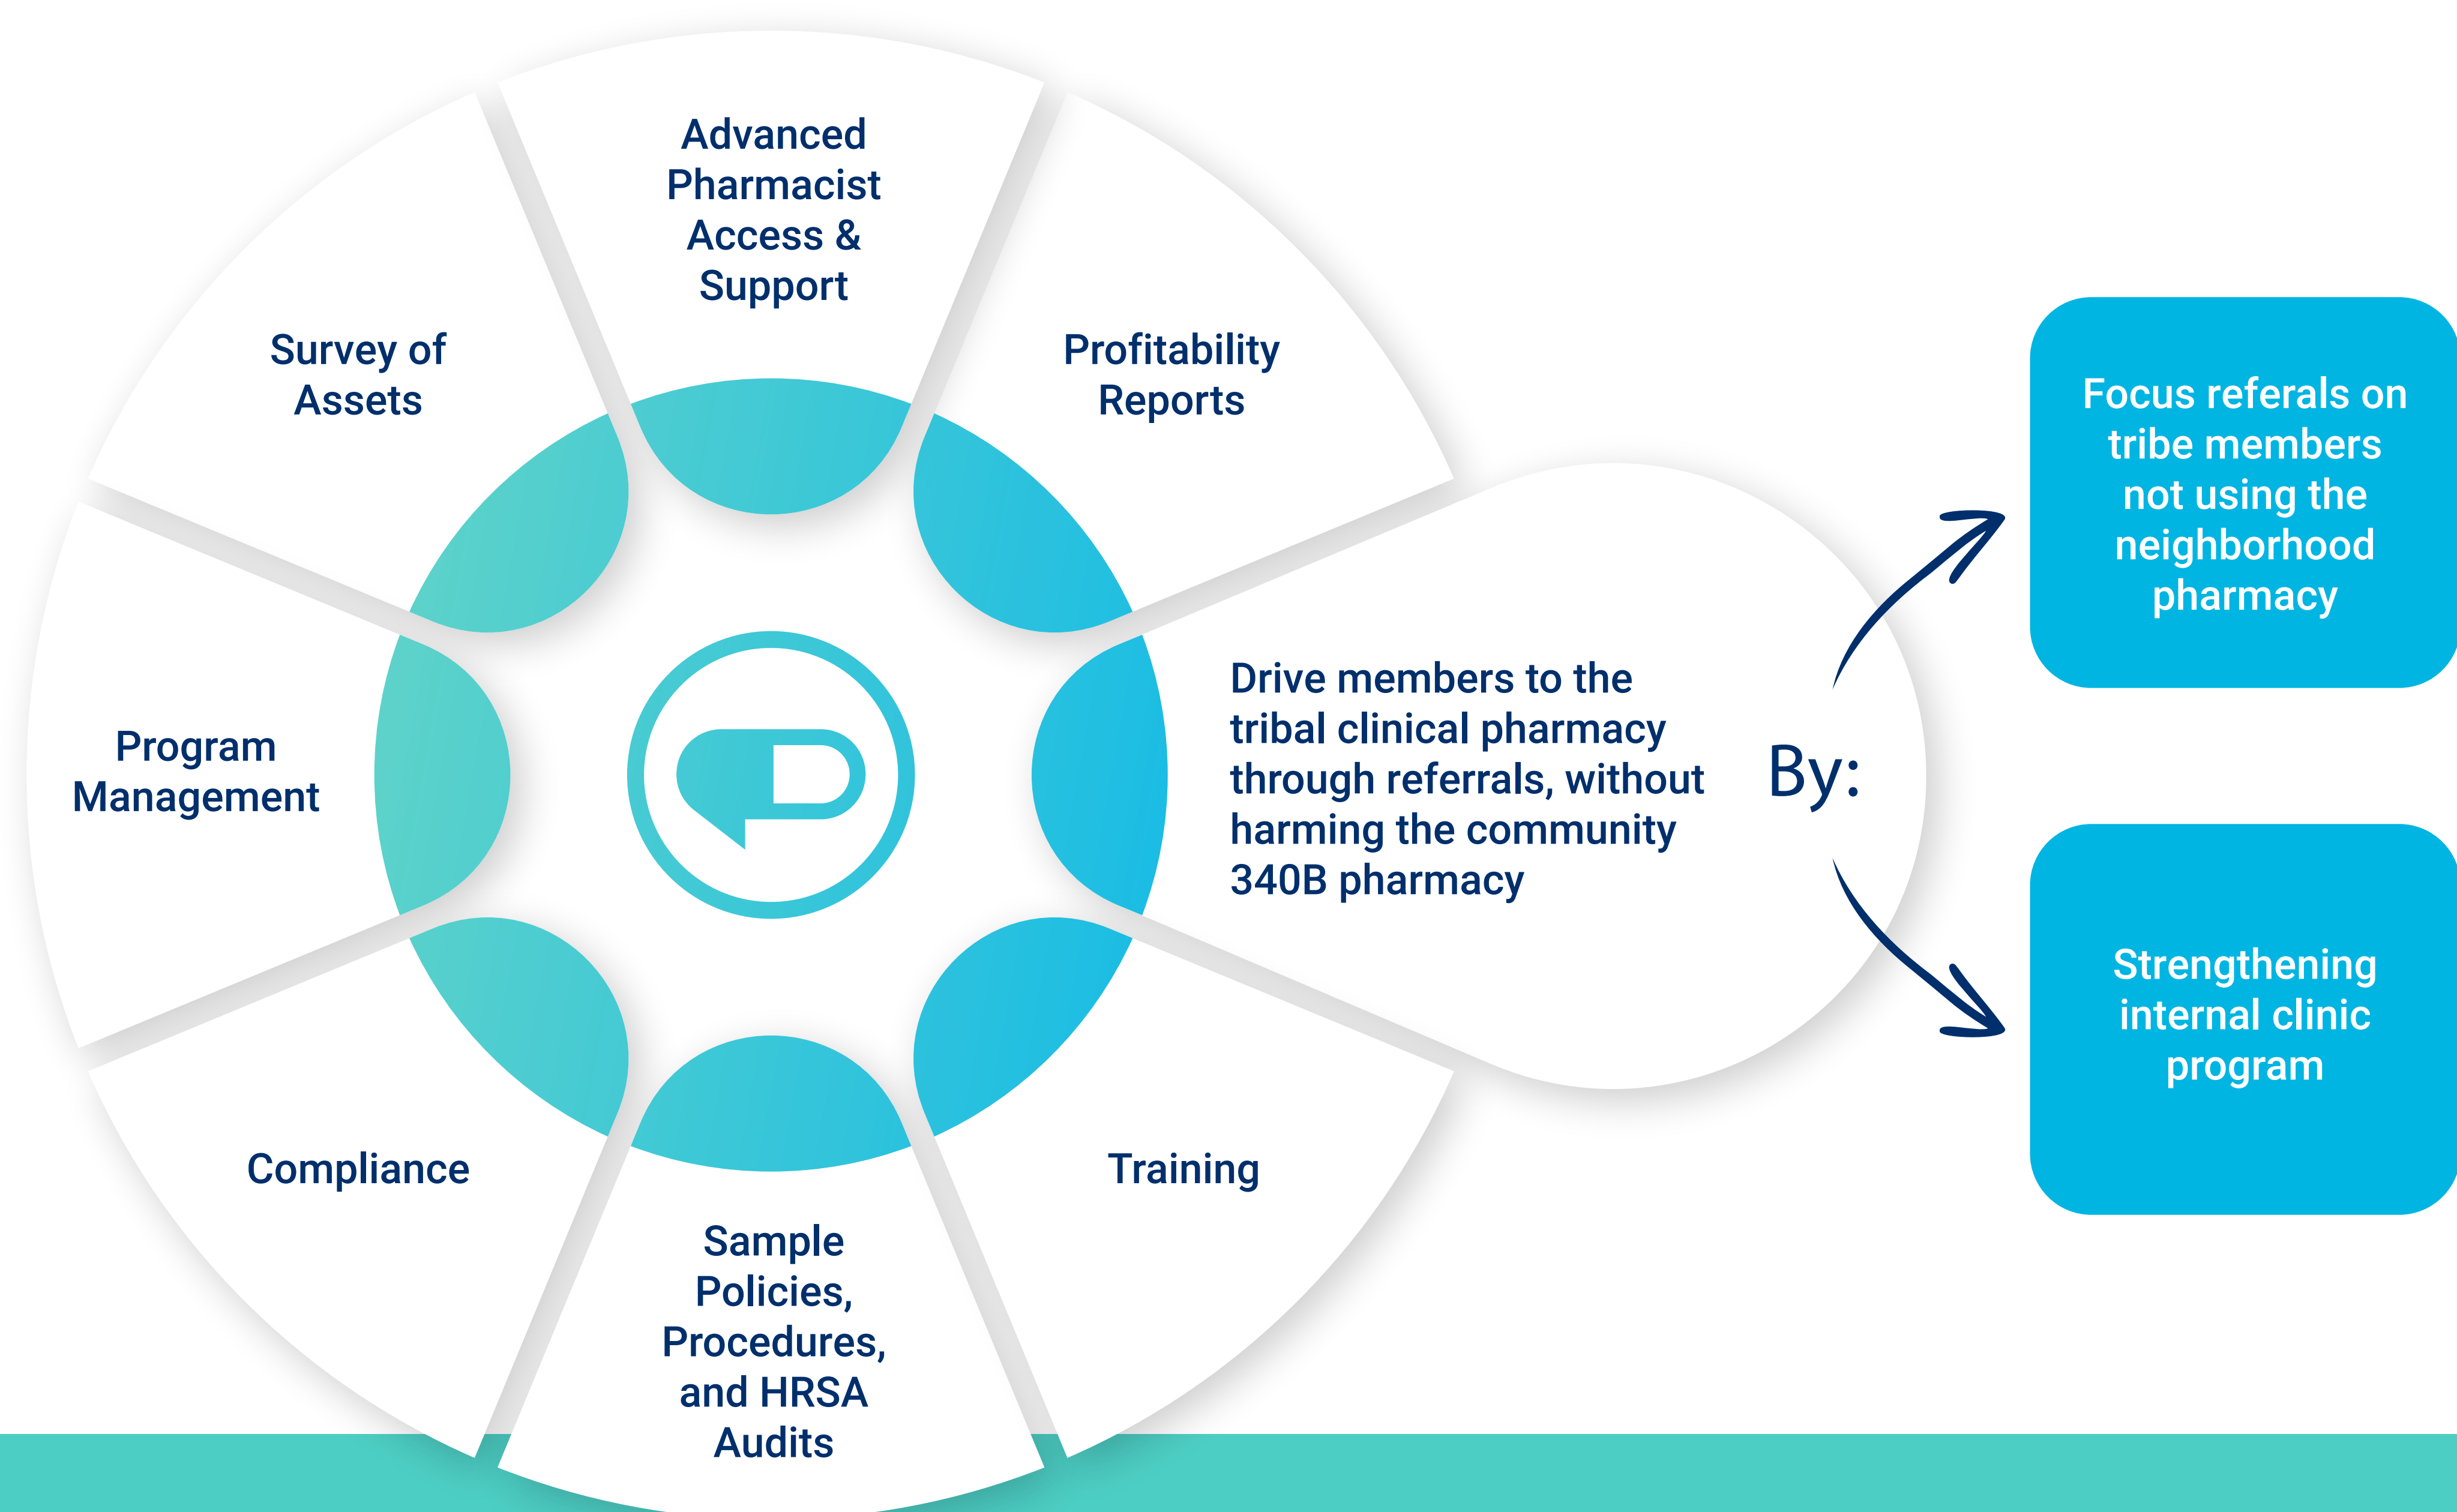 Advanced
Pharmacist
Access &
Support
Profitability
Reports
Drive members to the
tribal clinical pharmacy
through referrals, without
harming the community
340B pharmacy
By:
Focus referals on
tribe members
not using the
neighborhood
pharmacy
Strengthening
internal clinic
program
Training
Sample
Policies,
Procedures,
and HRSA
Audits
Compliance
Program
Management
Survey of
Assets